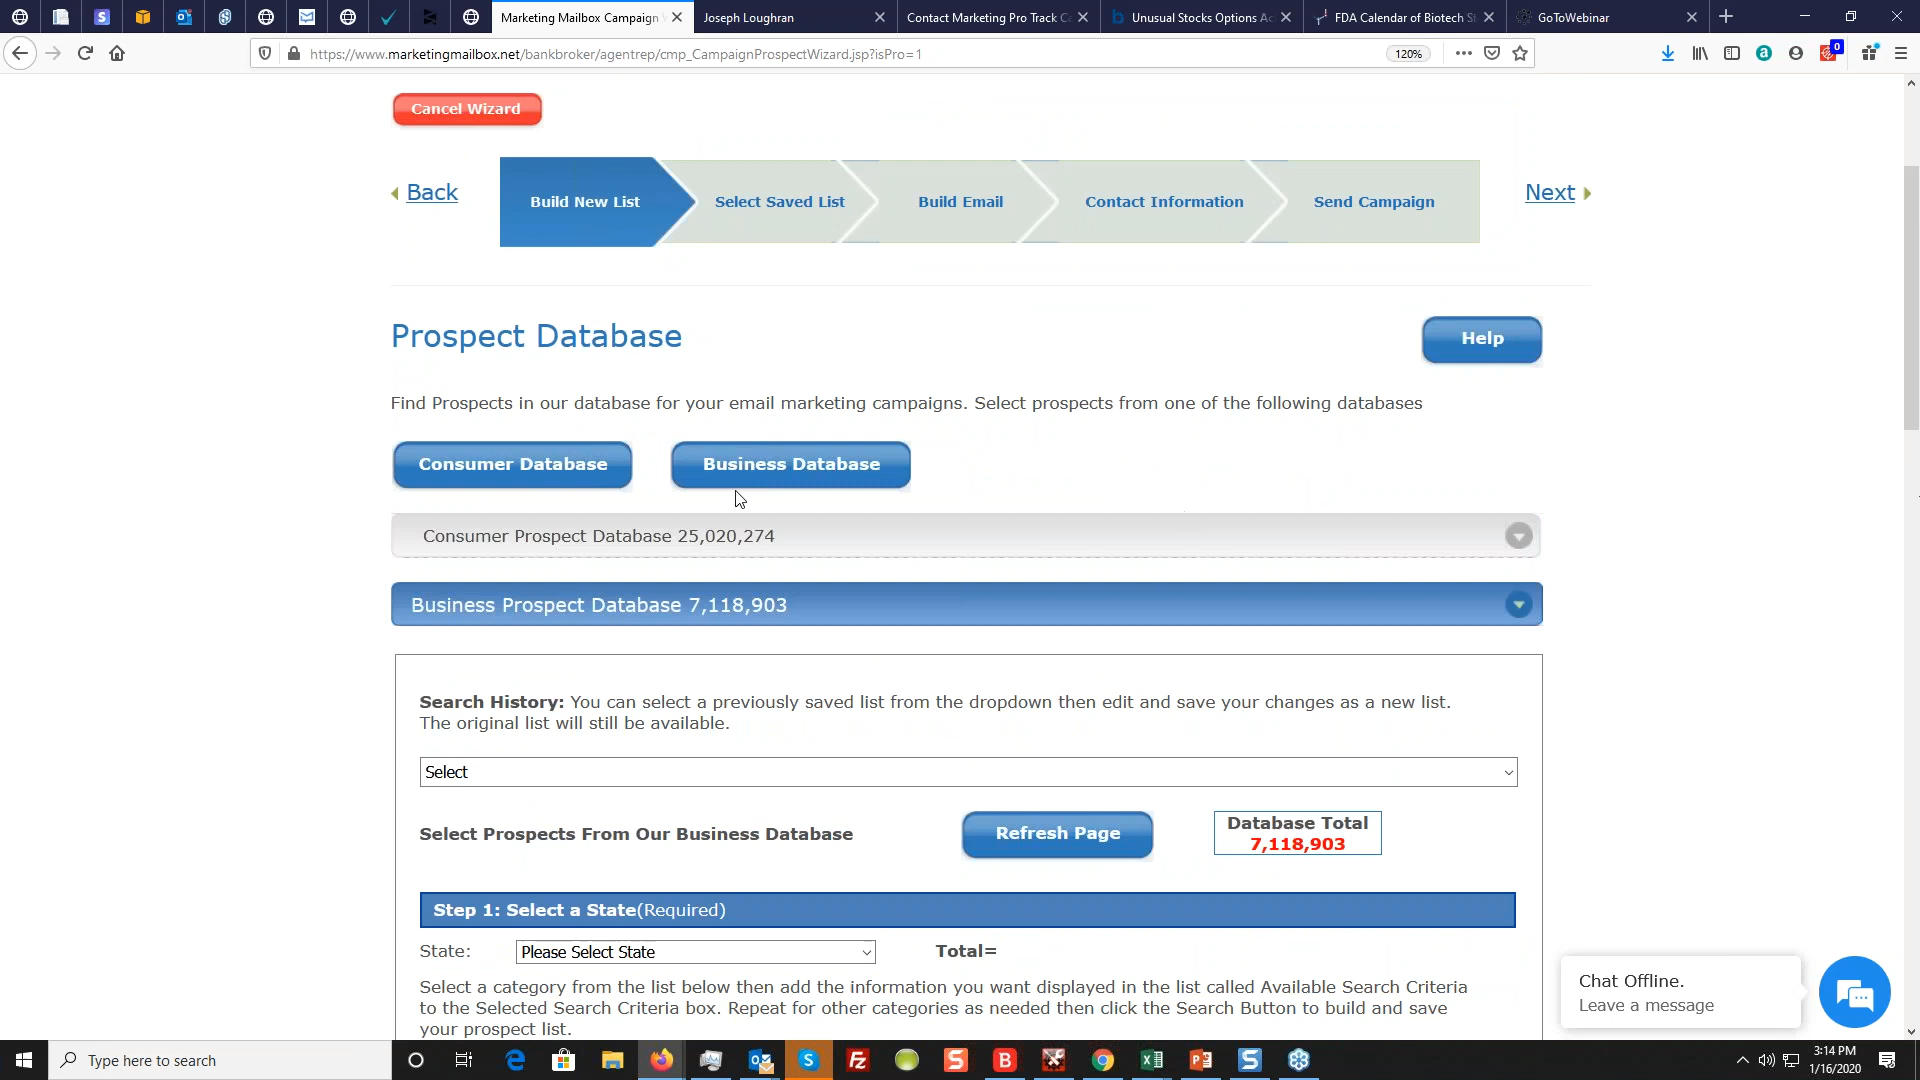 Marketing Mailbox Campaign
Joseph Loughran
Contact Marketing Pro Track
Unusual Stocks Options
FDA Calendar of Biotech
GoToWebinar
https://www.marketingmailbox.net/bankbroker/agentrep/cmp_CampaignProspectWizard.jsp?isPro=1
120%
0
Cancel Wizard
Back
Build New List
Select Saved List
Build Email
Contact Information
Send Campaign
Next
Prospect Database
Help
Find Prospects in our database for your email marketing campaigns. Select prospects from one of the following databases
Consumer Database
Business Database
Consumer Prospect Database 25,020,274
Business Prospect Database 7,118,903
Search History: You can select a previously saved list from the dropdown then edit and save your changes as a new list.
The original list will still be available.
Select
Select Prospects From Our Business Database
Refresh Page
Database Total
7,118,903
Step 1: Select a State(Required)
State:
Please Select State
Total=
Select a category from the list below then add the information you want displayed in the list called Available Search Criteria
to the Selected Search Criteria box. Repeat for other categories as needed then click the Search Button to build and save
your prospect list.
Chat Offline.
Leave a message
Type here to search
3:14 PM
1/16/2020